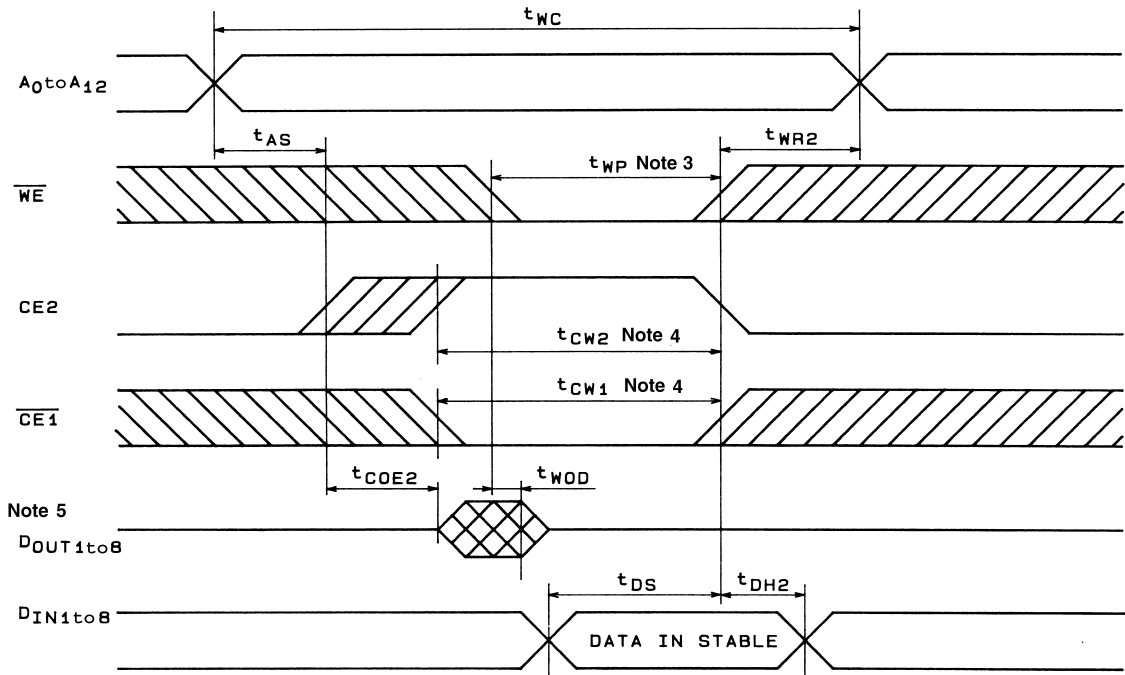 tWC
A0toA12
tAS
tWR2
WE
tWP Note 3
CE2
tCW2 Note 4
CE1
tCW1 Note 4
tCOE2
tWOD
Note 5
DOUT1to8
tDS
tDH2
DIN1to8
DATA IN STABLE